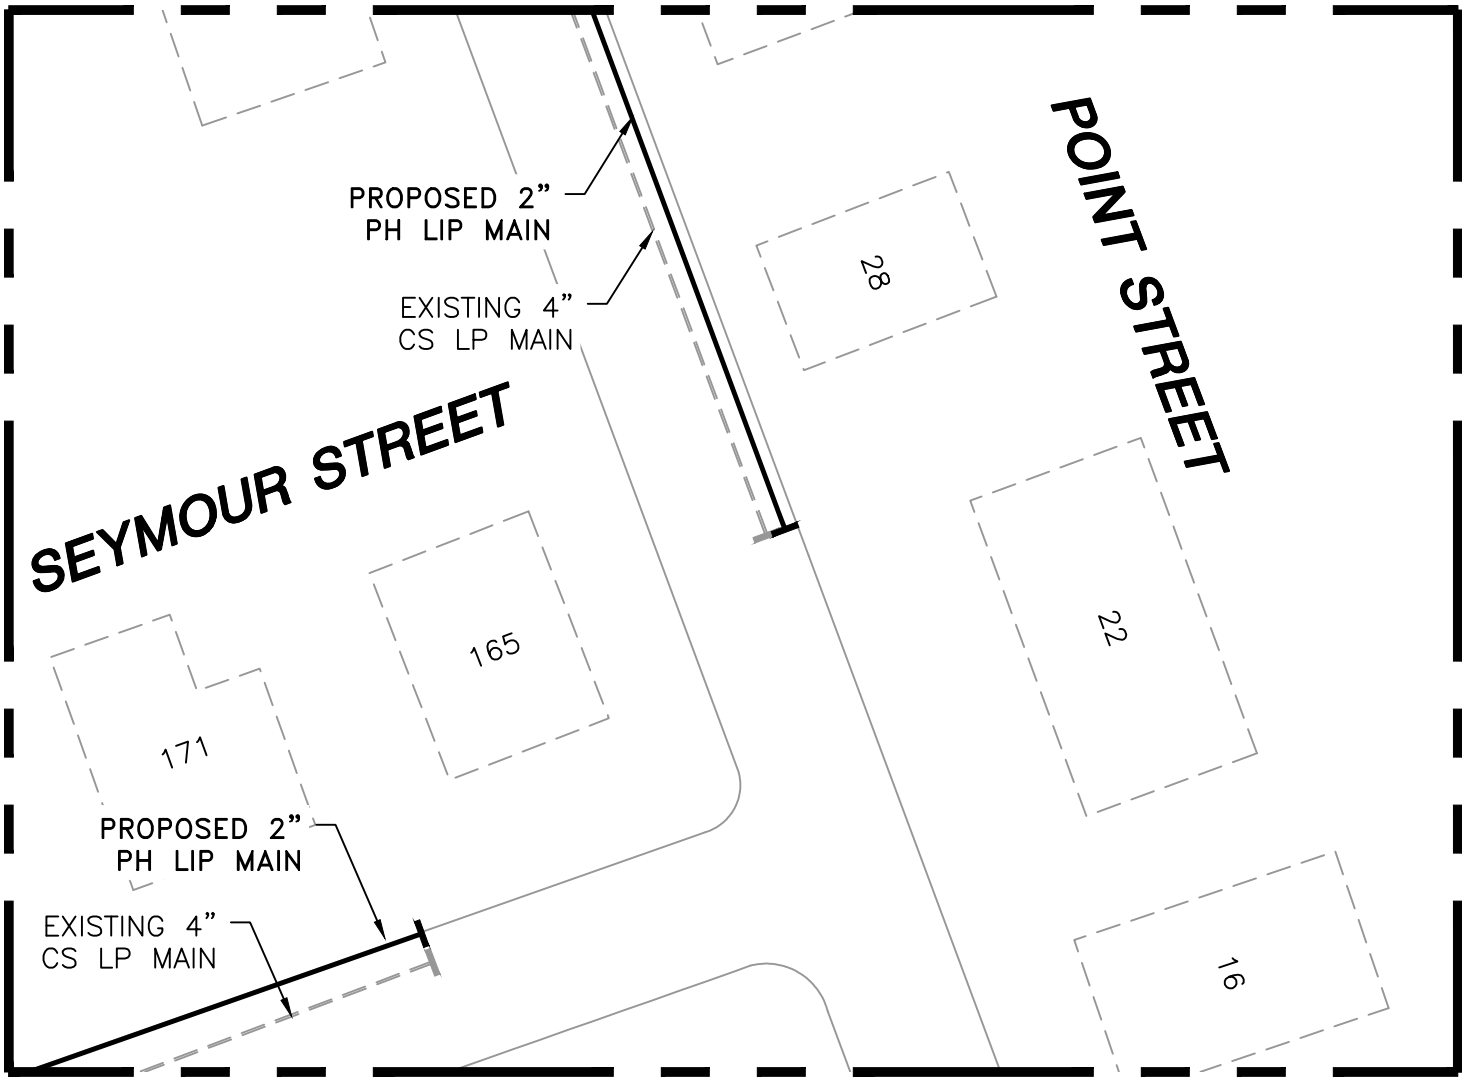 POINT STREET
PROPOSED 2”
PH LIP MAIN
28
EXISTING 4”
CS LP MAIN
SEYMOUR STREET
165
22
171
PROPOSED 2”
PH LIP MAIN
EXISTING 4”
CS LP MAIN
16